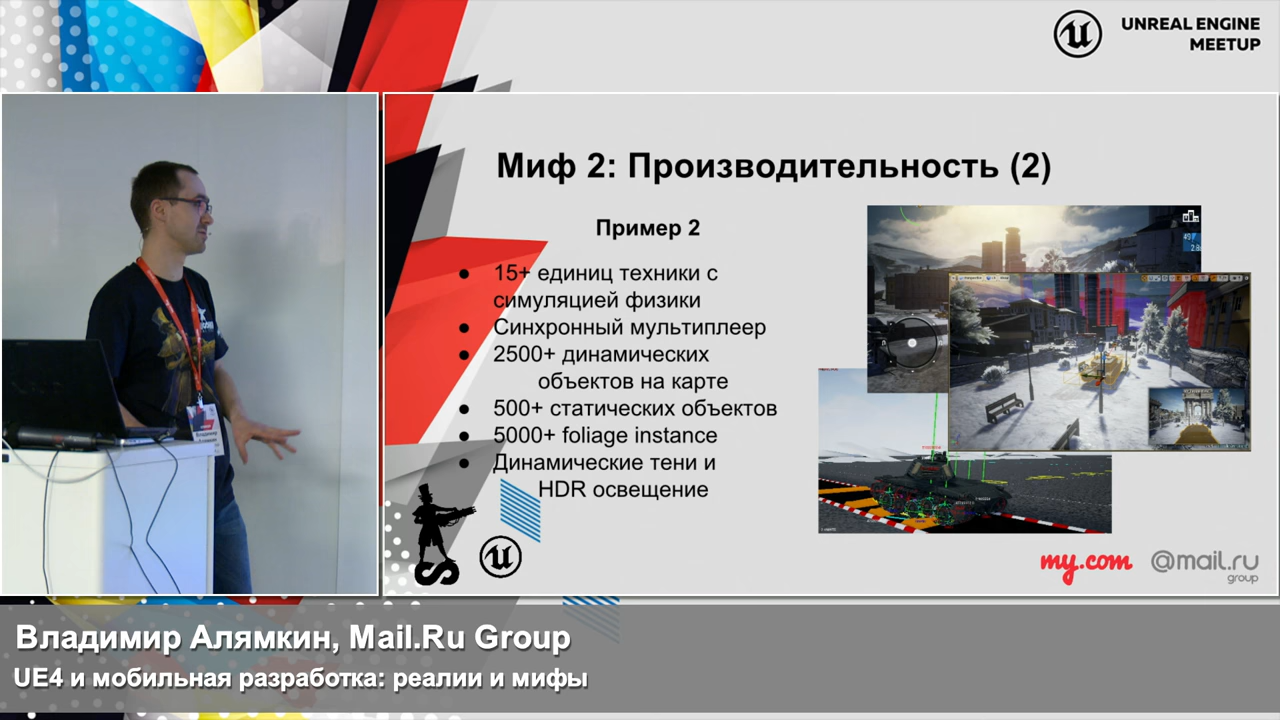 UNREAL ENGINE
MEETUP
Миф 2: Производительность (2)
Пример 2
15+ единиц техники с
симуляцией физики
Синхронный мультиплеер
2500+ динамических
объектов на карте
500+ статических объектов
5000+ foliage instance
Динамические тени и
HDR освещение
my.com
@mail.ru
group
Владимир
Владимир Алямкин, Mail.Ru Group
UE4 и мобильная разработка: реалии и мифы